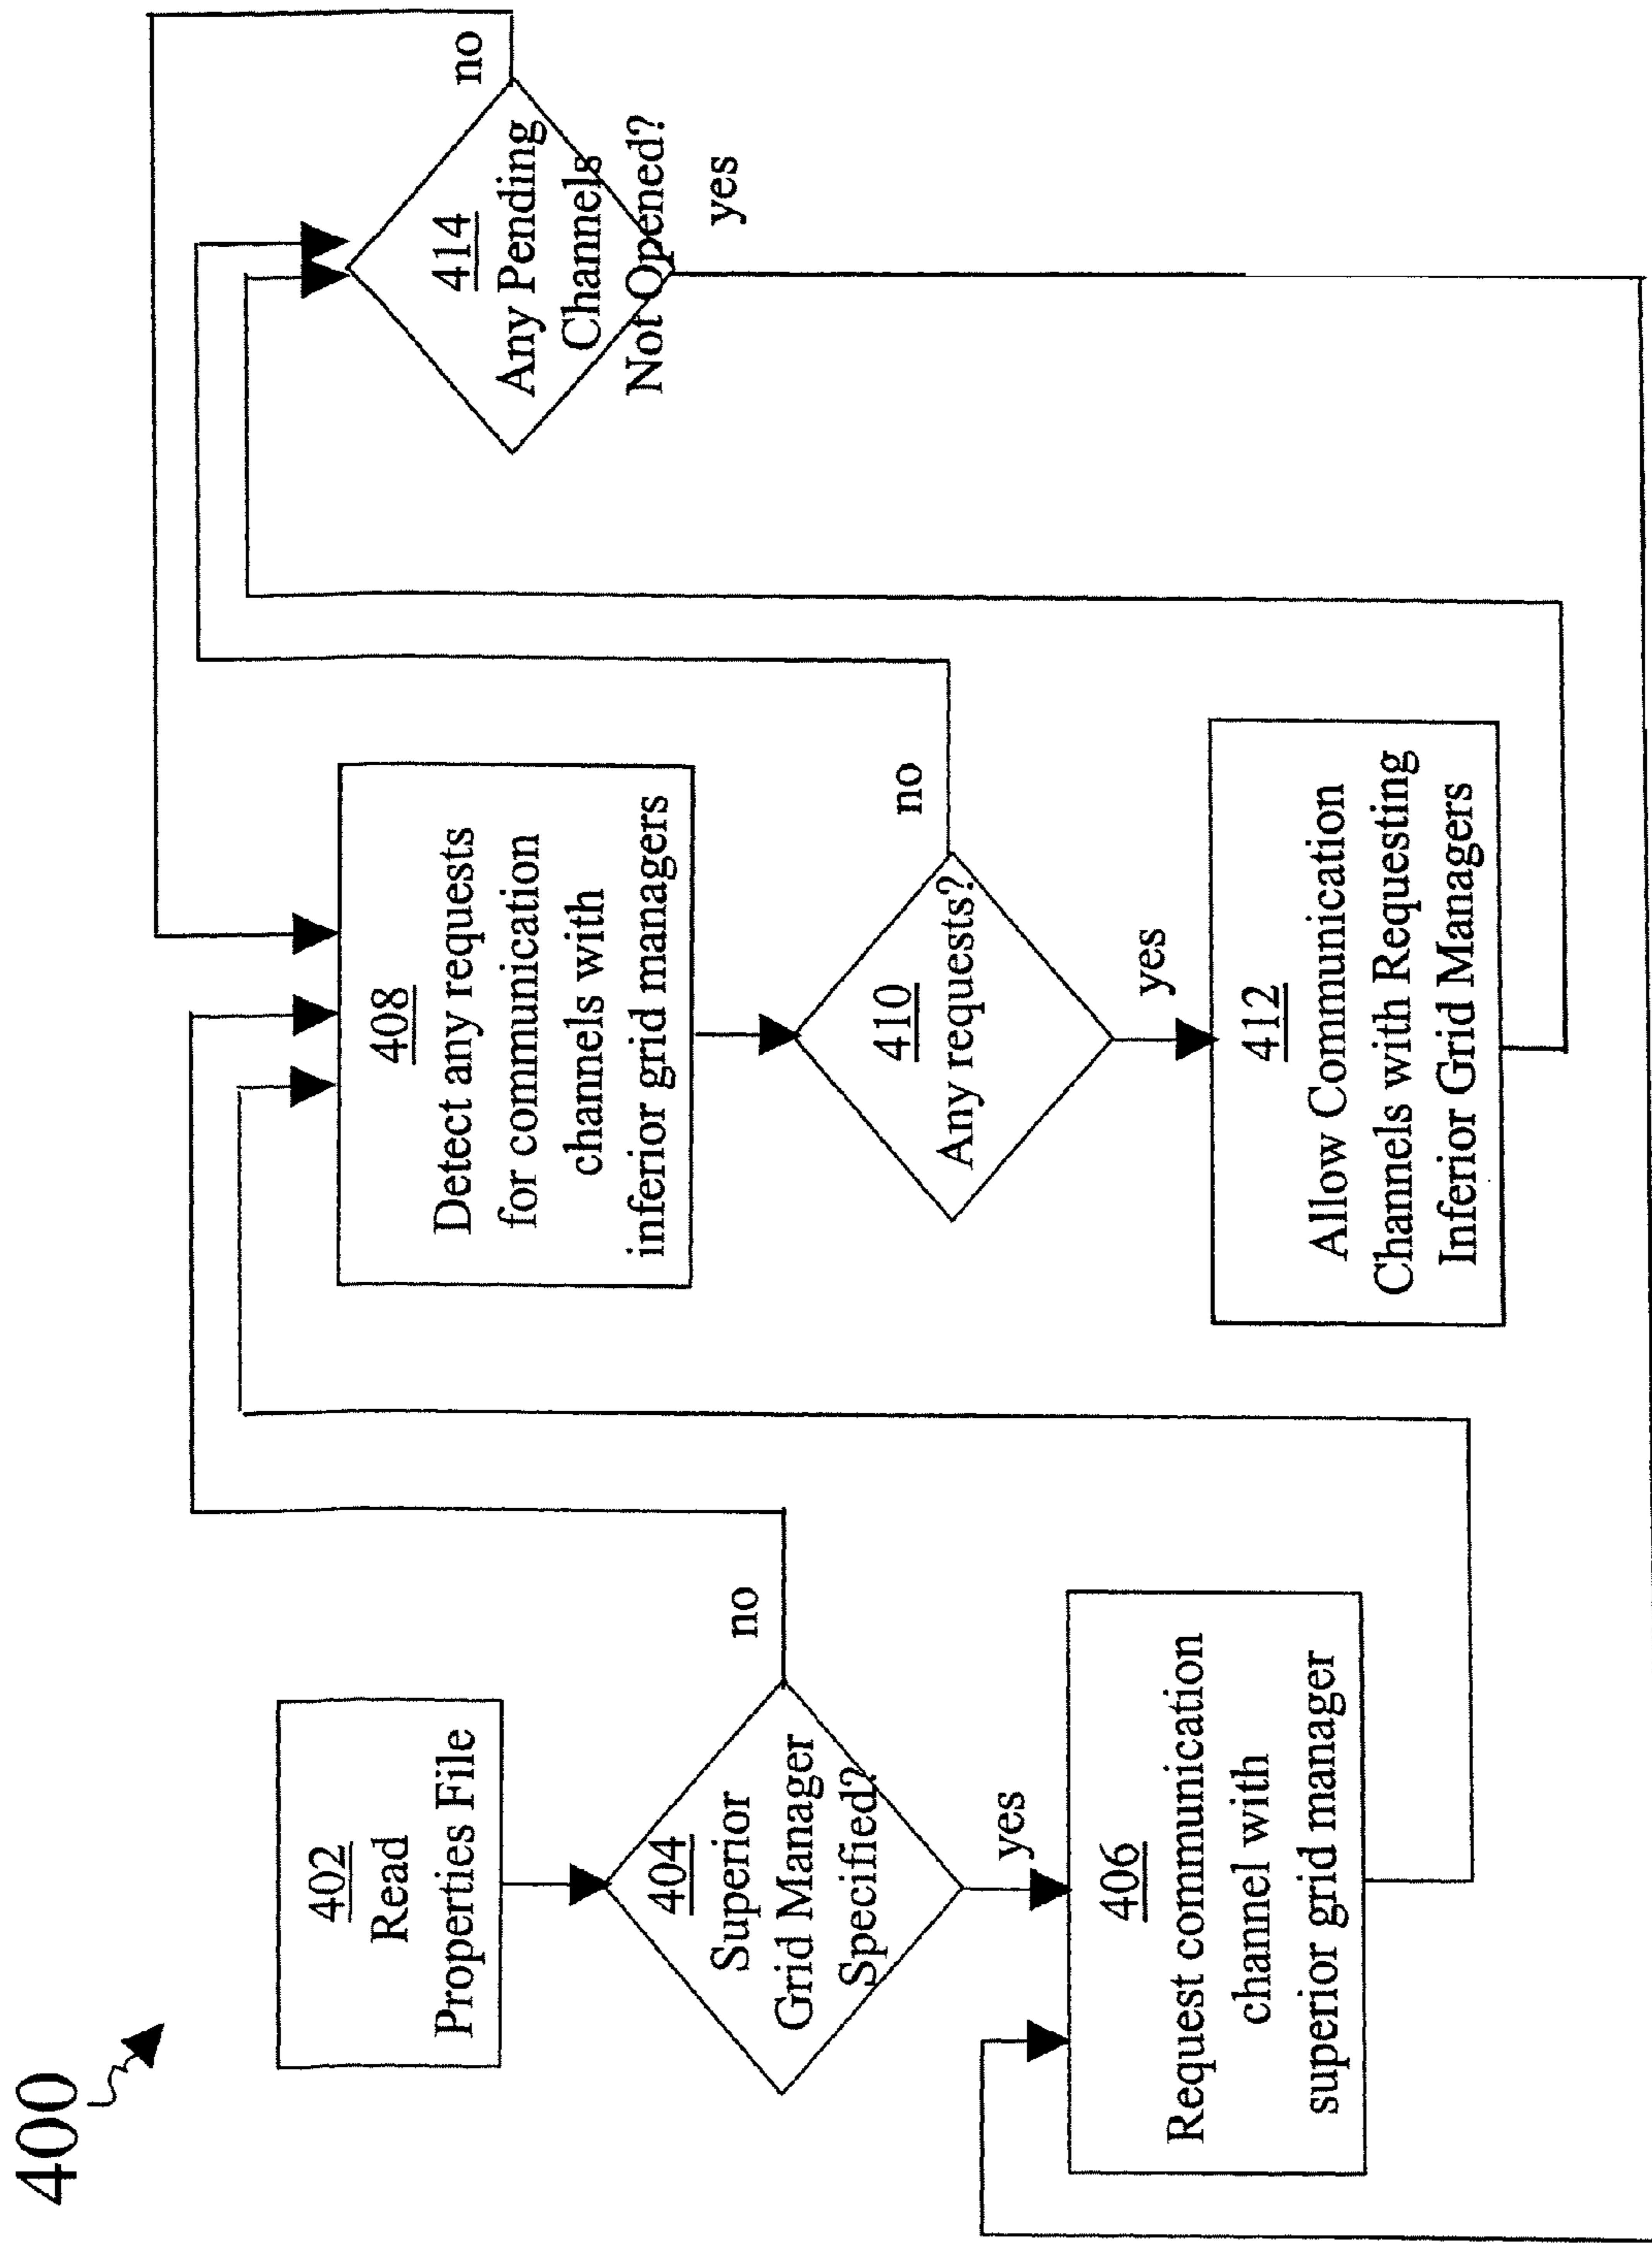 400
402
Read
Properties File
404
Superior
Grid Manager
Specified?
no
yes
406
Request communication
channel with
superior grid manager
408
Detect any requests
for communication
channels with
inferior grid managers
410
Any requests?
no
yes
412
Allow Communication
Channels with Requesting
Inferior Grid Managers
414
Any Pending
Channels
Not Opened?
no
yes